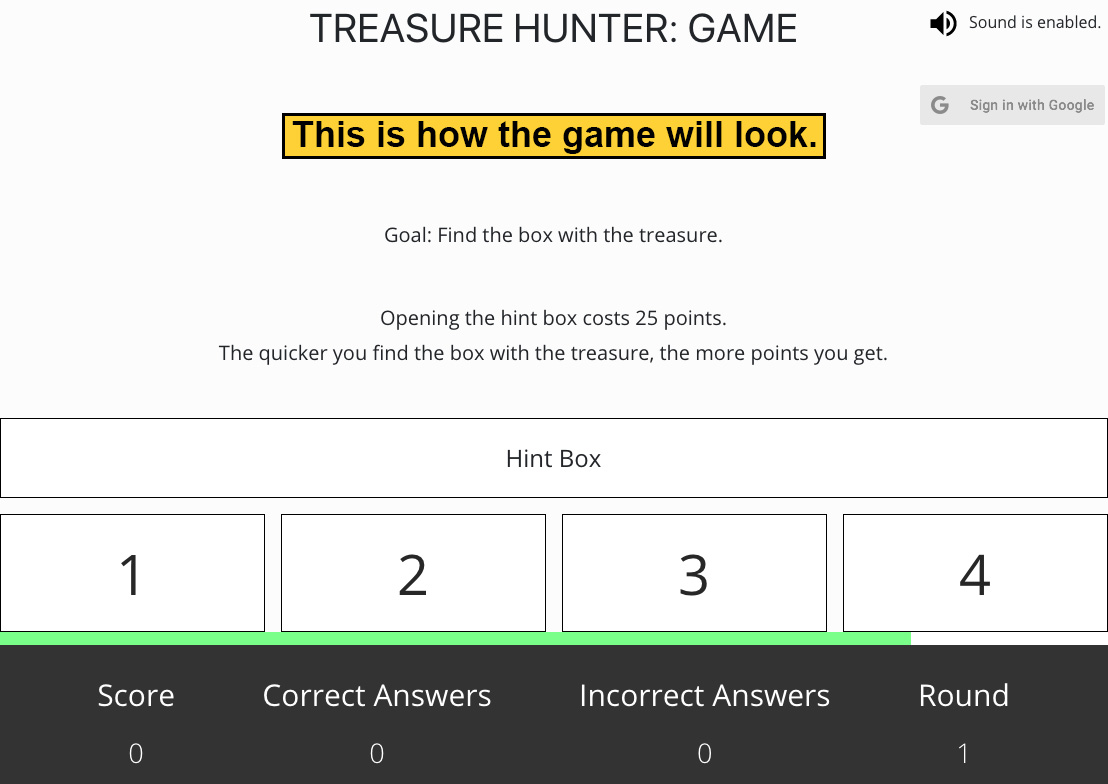 TREASURE HUNTER: GAME
Sound is enabled.
G Sign in with Google
This is how the game will look.
Goal: Find the box with the treasure.
Opening the hint box costs 25 points.
The quicker you find the box with the treasure, the more points you get.
Hint Box
1 2 3 4
Score Correct Answers Incorrect Answers Round
0 0 0 1